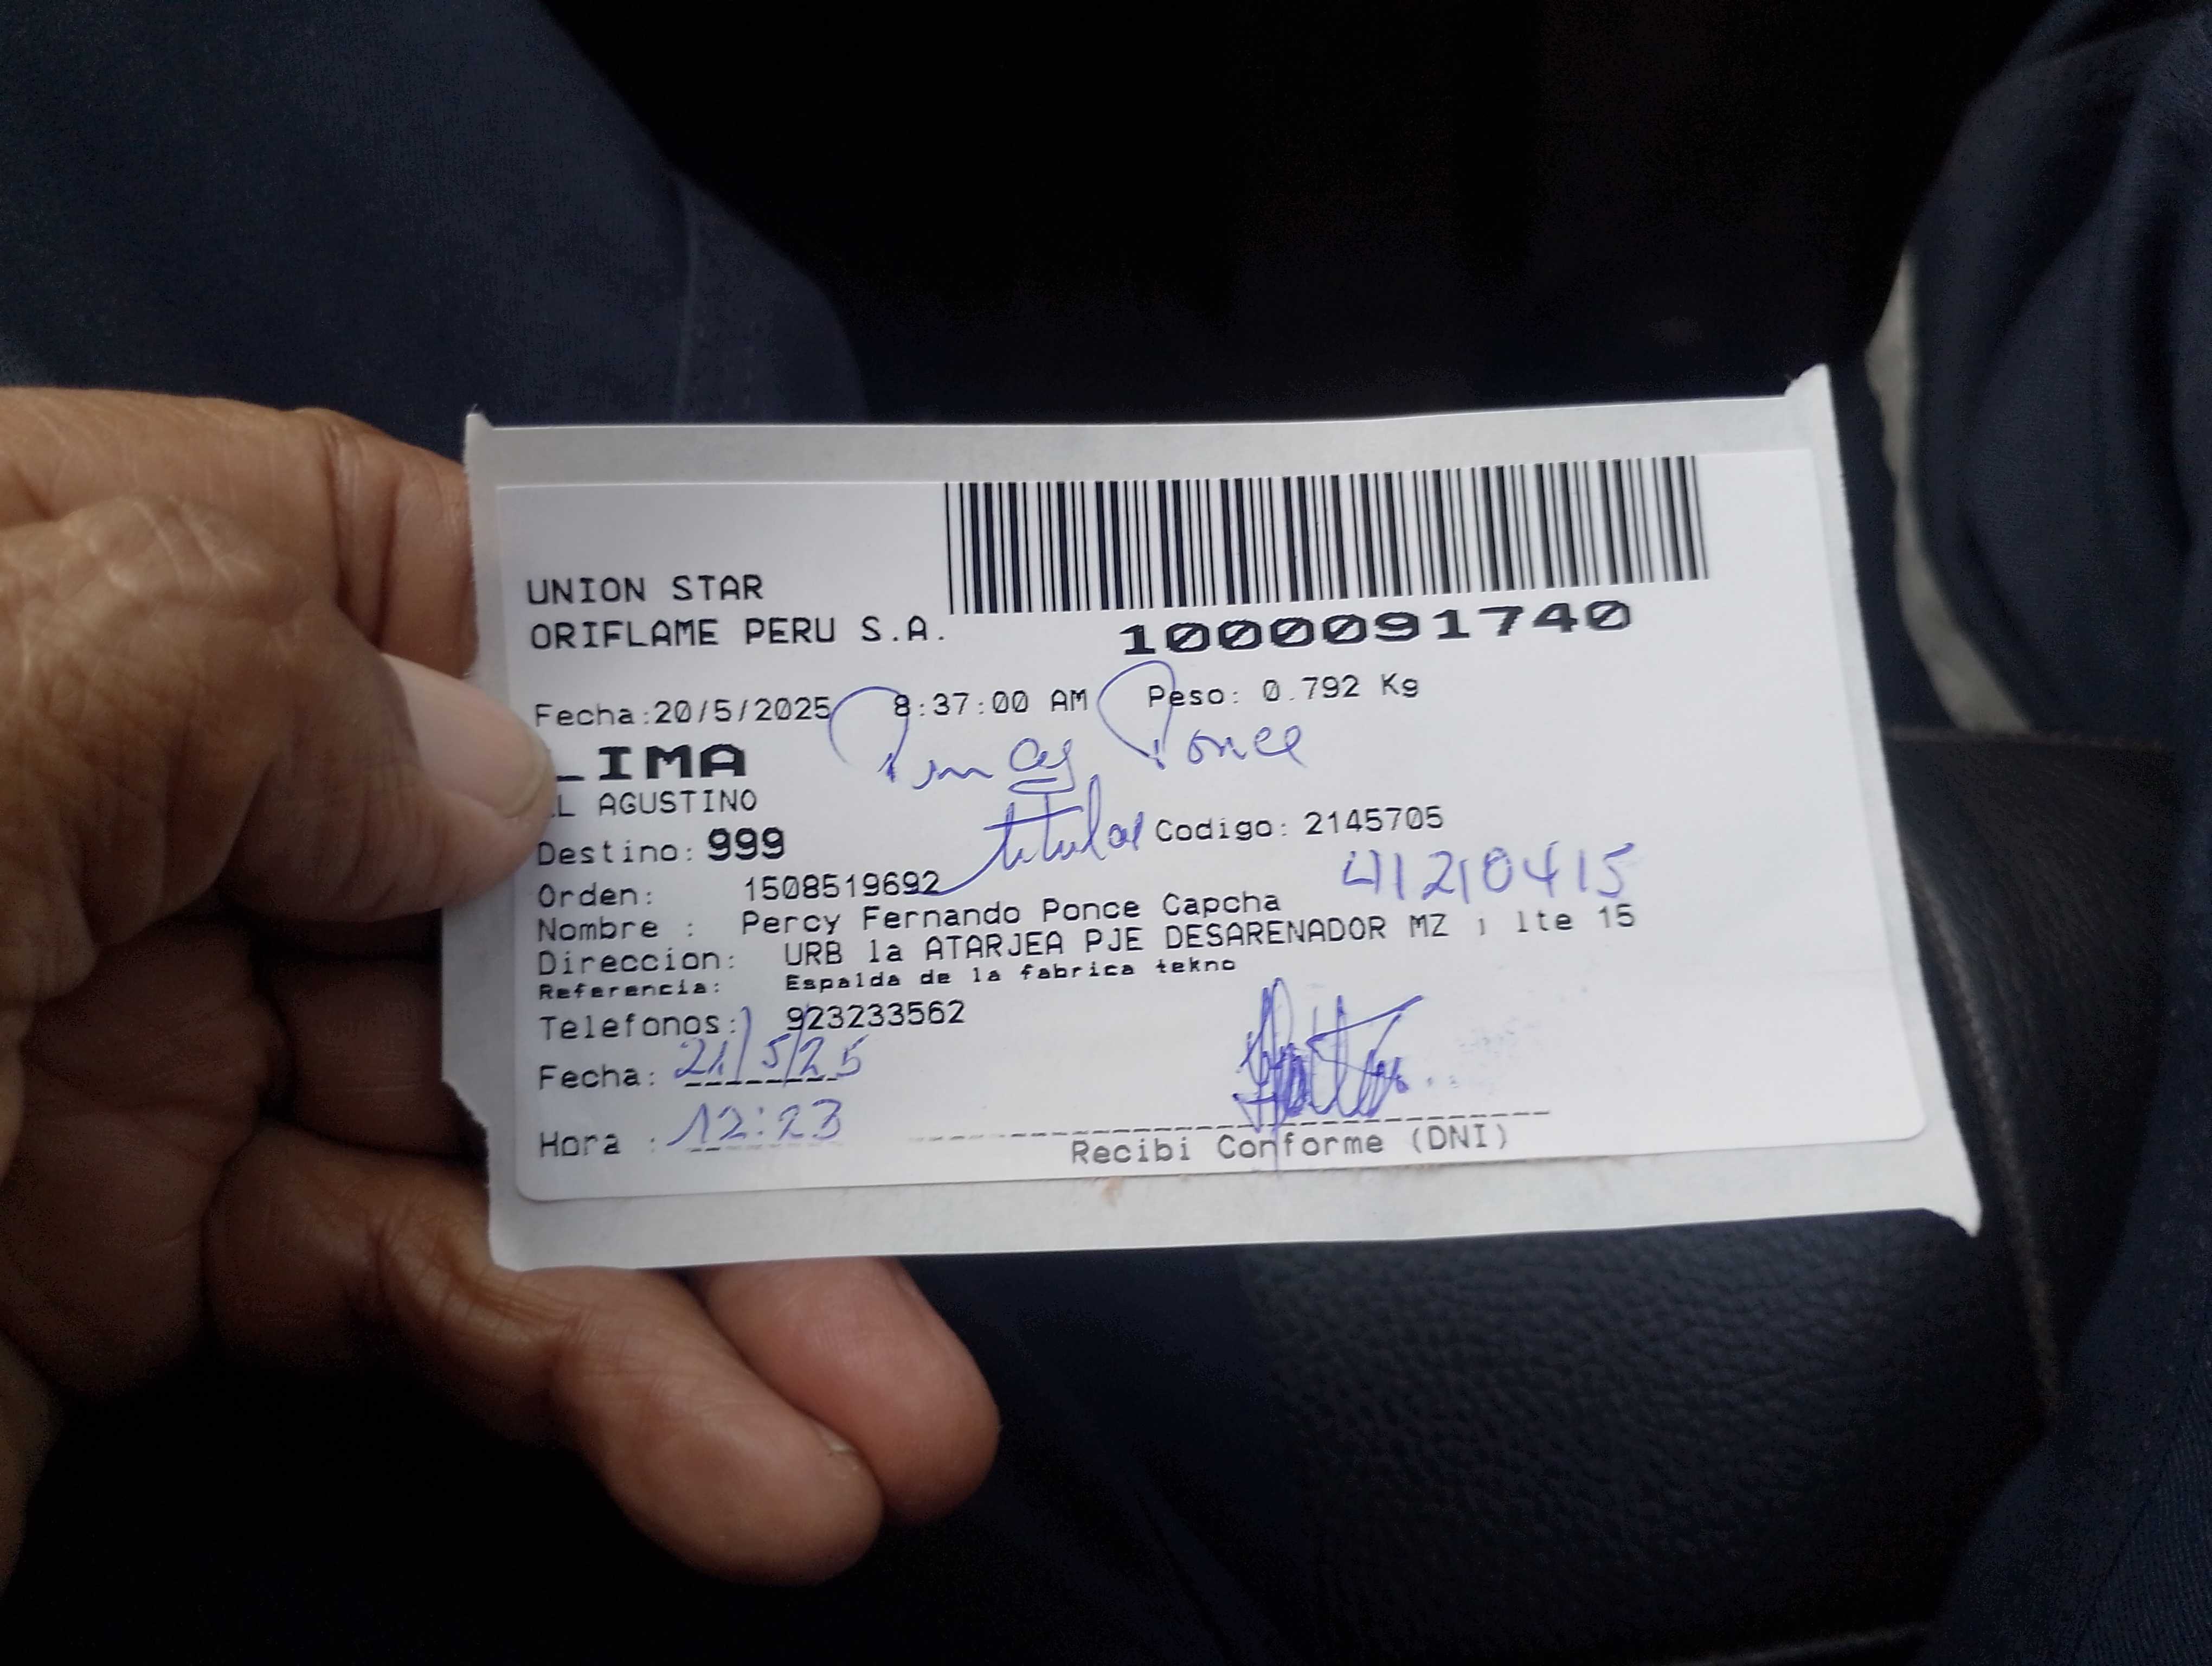 UNION STAR
ORIFLAME PERU S.A.
1000091740
Fecha:20/5/2025 8:37:00 AM Peso: 0.792 Kg
LIMA
Ponce
EL AGUSTINO
titular
Destino: 999 Codigo: 2145705
41210415
Orden: 1508519692
Nombre : Percy Fernando Ponce Capcha
Direccion: URB la ATARJEA PJE DESARENADOR MZ ; lte 15
Referencia: Espalda de la fabrica tekno
Telefonos: 923233562
Fecha: 21/5/25
Hora : 12:23
Recibi Conforme (DNI)